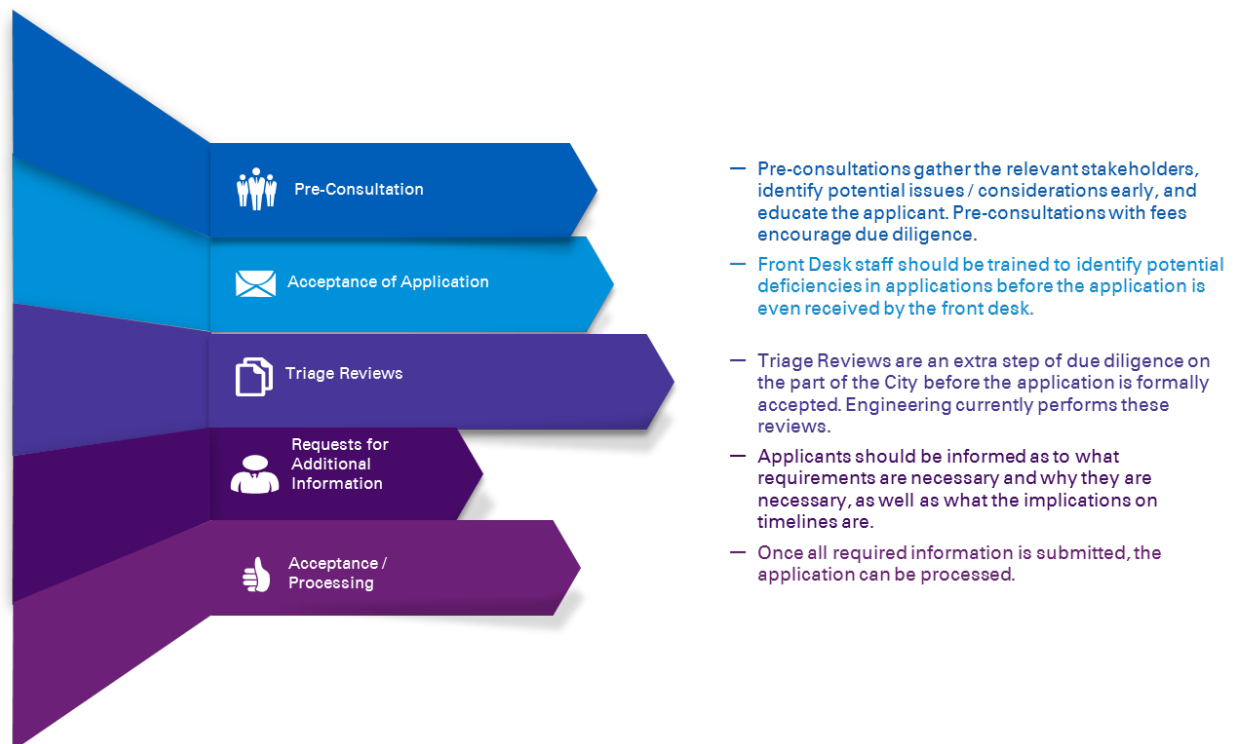 Pre-Consultation
Acceptance of Application
Triage Reviews
Requests for
Additional
Information
Acceptance /
Processing
— Pre-consultations gather the relevant stakeholders,
identify potential issues / considerations early, and
educate the applicant. Pre-consultations with fees
encourage due diligence.
— Front Desk staff should be trained to identify potential
deficiencies in applications before the application is
even received by the front desk.
— Triage Reviews are an extra step of due diligence on
the part of the City before the application is formally
accepted. Engineering currently performs these
reviews.
— Applicants should be informed as to what
requirements are necessary and why they are
necessary, as well as what the implications on
timelines are.
— Once all required information is submitted, the
application can be processed.